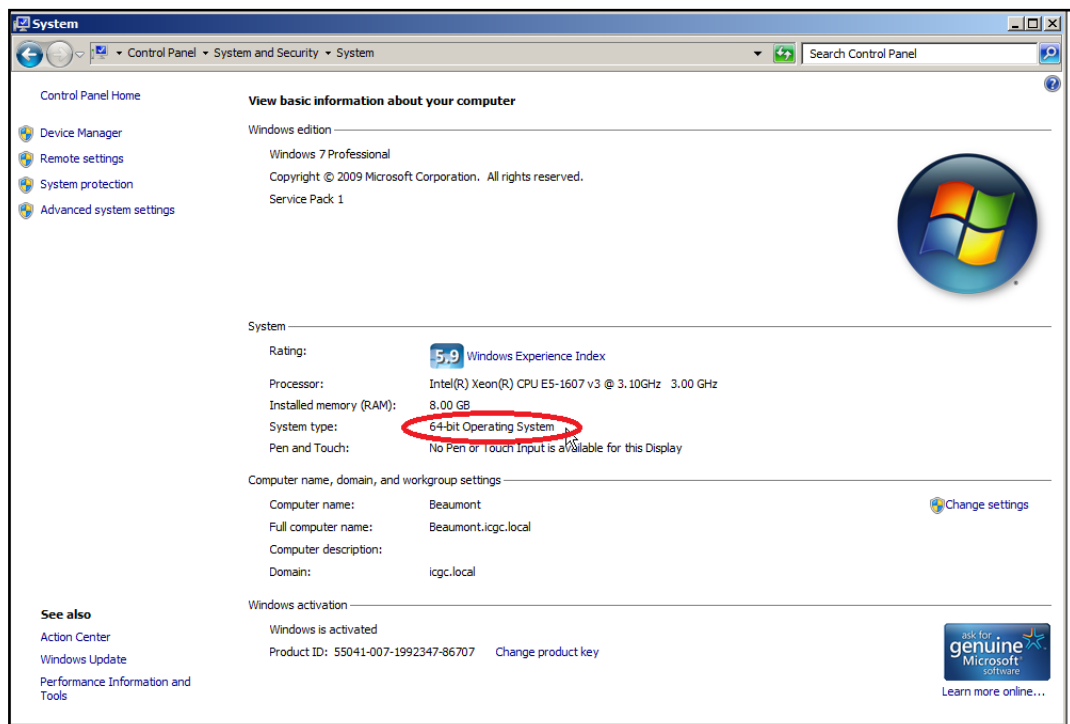 System
Control Panel System and Security System
Search Control Panel
Control Panel Home
Device Manager
Remote settings
System protection
Advanced system settings
View basic information about your computer
Windows edition
Windows 7 Professional
Copyright © 2009 Microsoft Corporation. All rights reserved.
Service Pack 1
System
Rating: 5,9 Windows Experience Index
Processor: Intel(R) Xeon(R) CPU E5-1607 v3 @ 3.10GHz 3.00 GHz
Installed memory (RAM): 8.00 GB
System type: 64-bit Operating System
Pen and Touch: No Pen or Touch Input is available for this Display
Computer name, domain, and workgroup settings
Computer name: Beaumont
Change settings
Full computer name: Beaumont.icgc.local
Computer description:
Domain: icgc.local
Windows activation
Windows is activated
Product ID: 55041-007-1992347-86707 Change product key
ask for
genuine
Microsoft
software
Learn more online...
See also
Action Center
Windows Update
Performance Information and
Tools